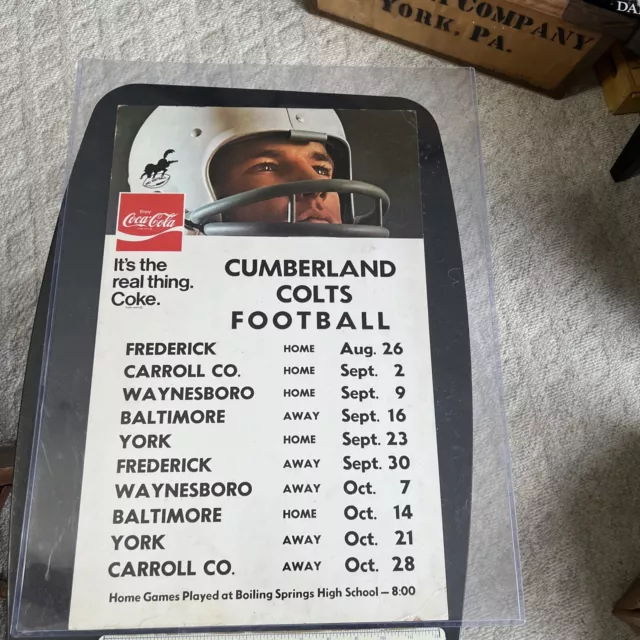 COMPANY
YORK, PA.
DA
Enjoy
Coca-Cola
It's the
real thing.
Coke.
CUMBERLAND
COLTS
FOOTBALL
FREDERICK HOME Aug. 26
CARROLL CO. HOME Sept. 2
WAYNESBORO HOME Sept. 9
BALTIMORE AWAY Sept. 16
YORK HOME Sept. 23
FREDERICK AWAY Sept. 30
WAYNESBORO AWAY Oct. 7
BALTIMORE HOME Oct. 14
YORK AWAY Oct. 21
CARROLL CO. AWAY Oct. 28
Home Games Played at Boiling Springs High School — 8:00